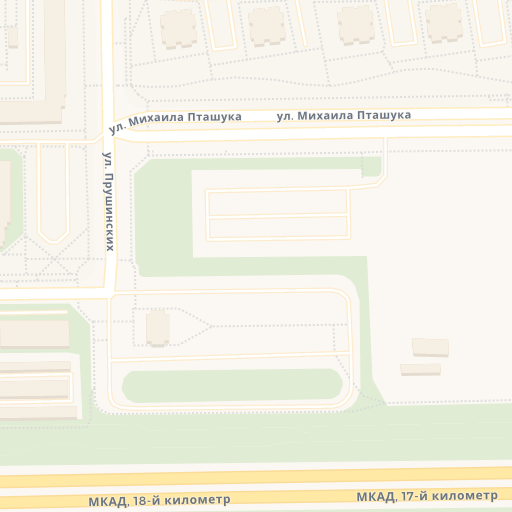 ул. Михаила Пташука
ул. Михаила Пташука
ул. Прушинских
МКАД, 18-й километр
МКАД, 17-й километр